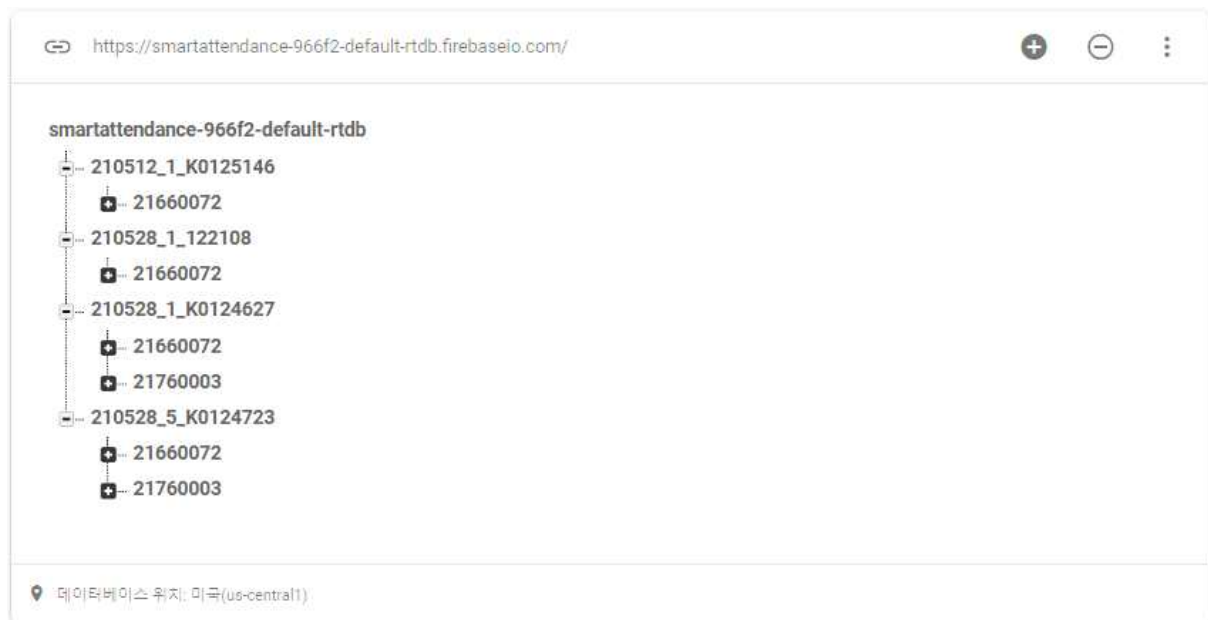 https://smartattendance-966f2-default-rtdb.firebaseio.com/
smartattendance-966f2-default-rtdb
210512_1_K0125146
21660072
210528_1_122108
21660072
210528_1_K0124627
21660072
21760003
210528_5_K0124723
21660072
21760003
데이터베이스 위치: 미국(us-central1)